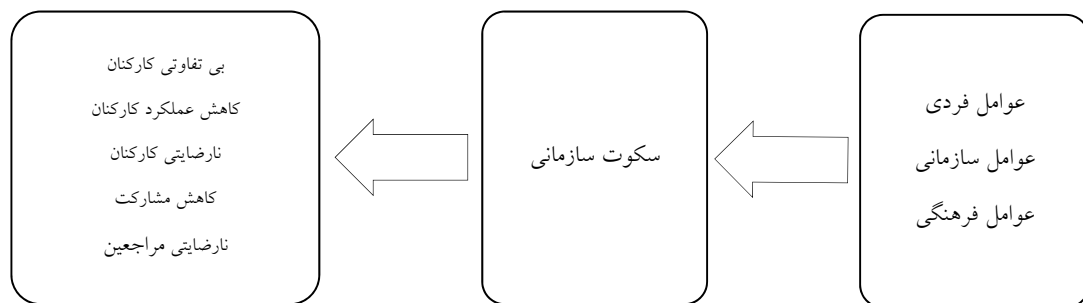 عوامل فردی
عوامل سازمانی
عوامل فرهنگی
سکوت سازمانی
بی تفاوتی کارکنان
کاهش عملکرد کارکنان
نارضایتی کارکنان
کاهش مشارکت
نارضایتی مراجعین